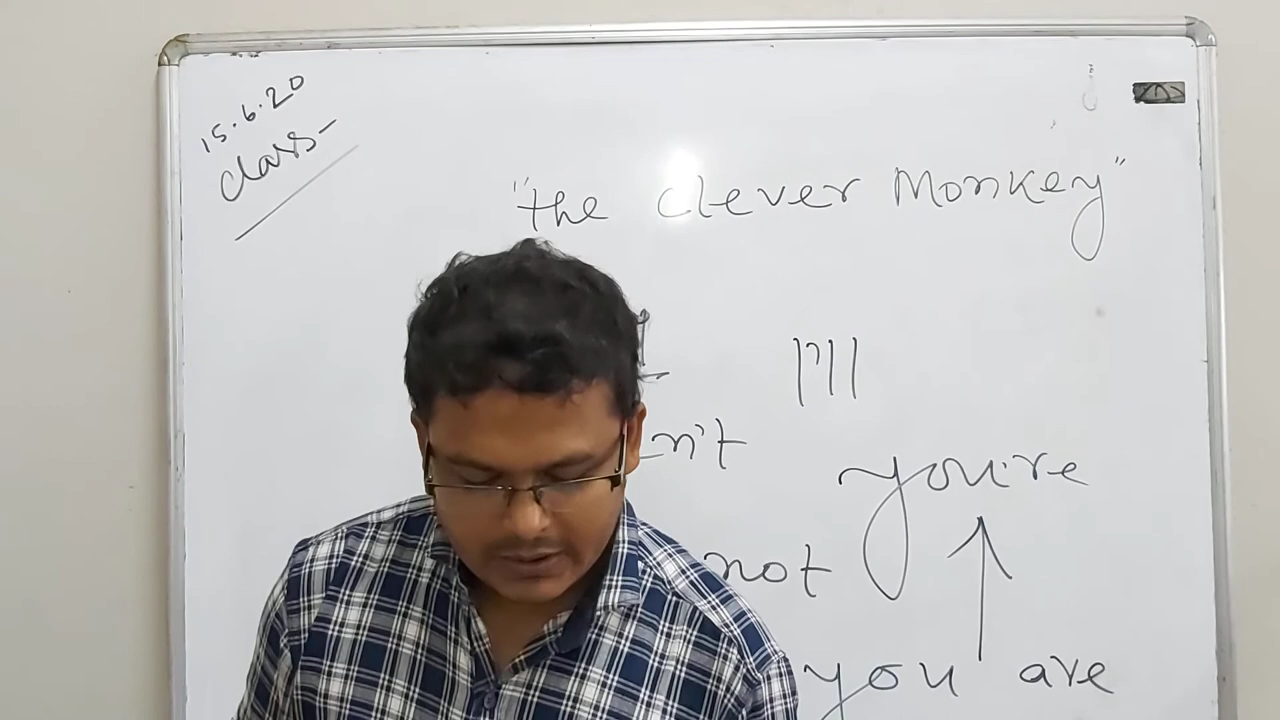 15.6.20
Class-
"The Clever Monkey"
I'll
n't
you're
not
you are